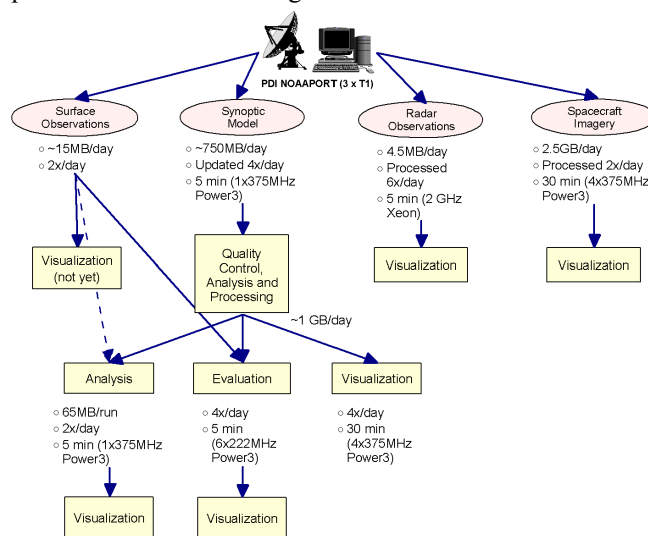 PDI NOAAPORT (3 x T1)
Surface
Observations
Synoptic
Model
Radar
Observations
Spacecraft
Imagery
○ ~15MB/day
○ 2x/day
○ ~750MB/day
○ Updated 4x/day
○ 5 min (1x375MHz
Power3)
○ 4.5MB/day
○ Processed
6x/day
○ 5 min (2 GHz
Xeon)
○ 2.5GB/day
○ Processed 2x/day
○ 30 min (4x375MHz
Power3)
Visualization
(not yet)
Quality
Control,
Analysis and
Processing
Visualization
Visualization
~1 GB/day
Analysis
Evaluation
Visualization
○ 65MB/run
○ 2x/day
○ 5 min (1x375MHz
Power3)
○ 4x/day
○ 5 min
(6x222MHz
Power3)
○ 4x/day
○ 30 min
(4x375MHz
Power3)
Visualization
Visualization